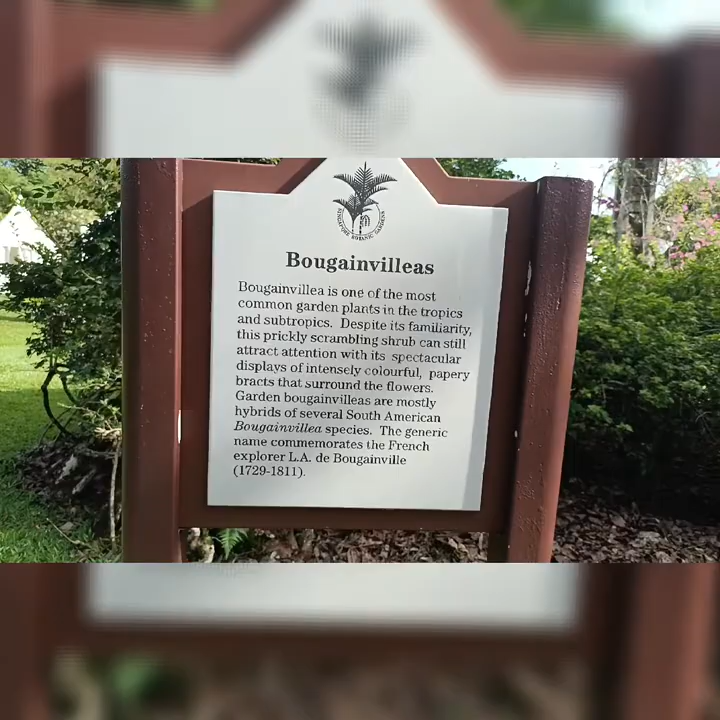 SINGAPORE BOTANIC GARDENS
Bougainvilleas
Bougainvillea is one of the most
common garden plants in the tropics
and subtropics. Despite its familiarity,
this prickly scrambling shrub can still
attract attention with its spectacular
displays of intensely colourful, papery
bracts that surround the flowers.
Garden bougainvilleas are mostly
hybrids of several South American
Bougainvillea species. The generic
name commemorates the French
explorer L.A. de Bougainville
(1729-1811).